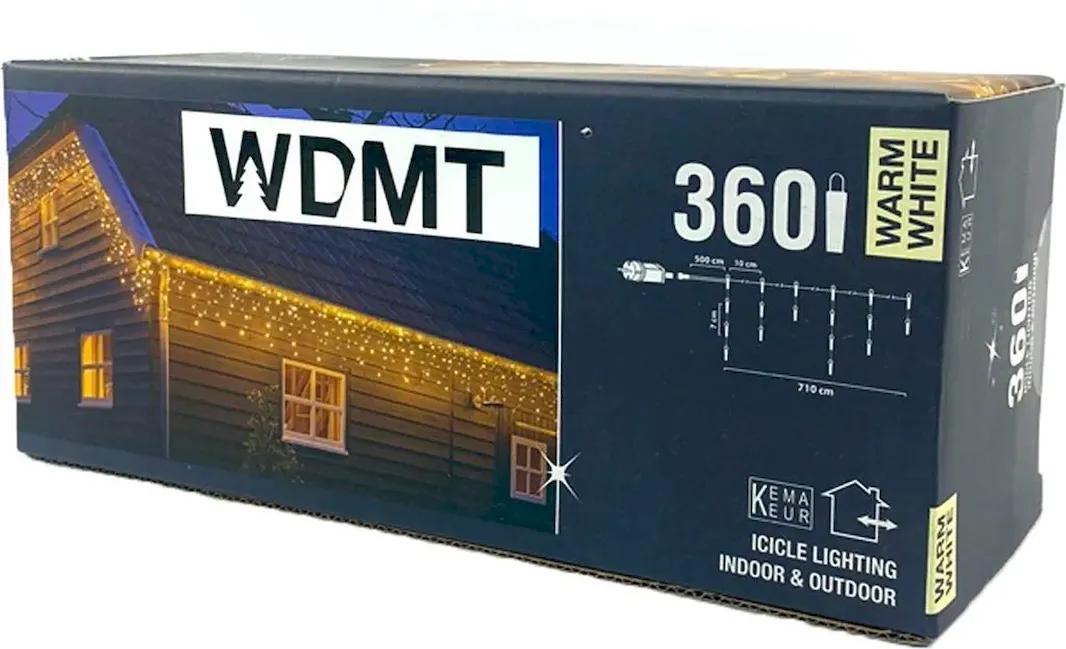 WDMT
360
WARM
WHITE
500 cm
10 cm
7 cm
710 cm
KEMA
KEUR
ICICLE LIGHTING
INDOOR & OUTDOOR
WARM
WHITE
KEMA
360